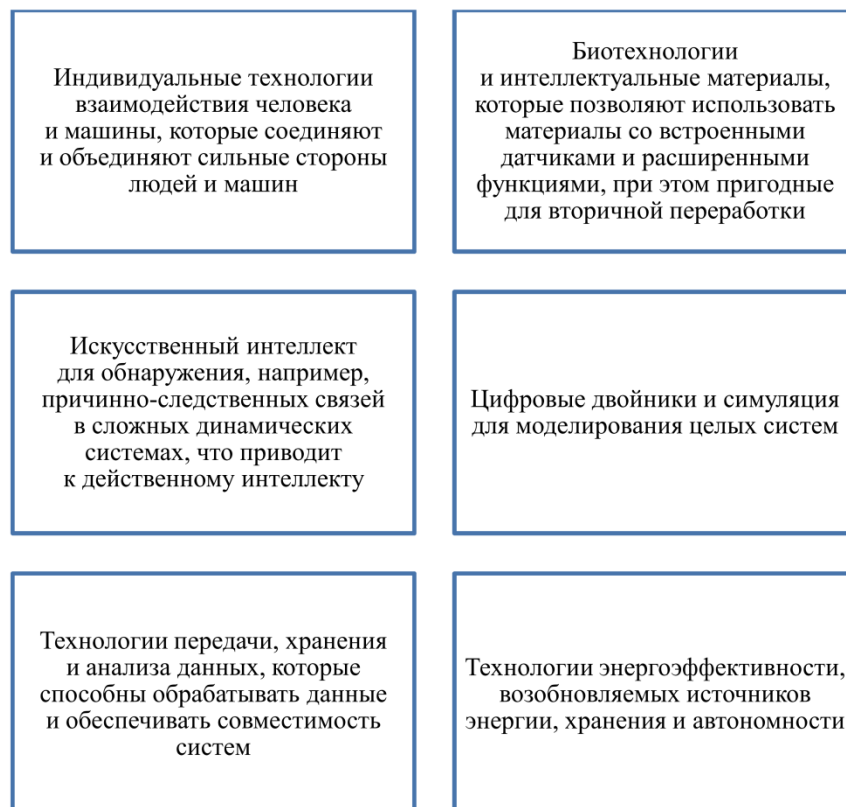 Индивидуальные технологии
взаимодействия человека
и машины, которые соединяют
и объединяют сильные стороны
людей и машин
Биотехнологии
и интеллектуальные материалы,
которые позволяют использовать
материалы со встроенными
датчиками и расширенными
функциями, при этом пригодные
для вторичной переработки
Искусственный интеллект
для обнаружения, например,
причинно-следственных связей
в сложных динамических
системах, что приводит
к действенному интеллекту
Цифровые двойники и симуляция
для моделирования целых систем
Технологии передачи, хранения
и анализа данных, которые
способны обрабатывать данные
и обеспечивать совместимость
систем
Технологии энергоэффективности,
возобновляемых источников
энергии, хранения и автономности